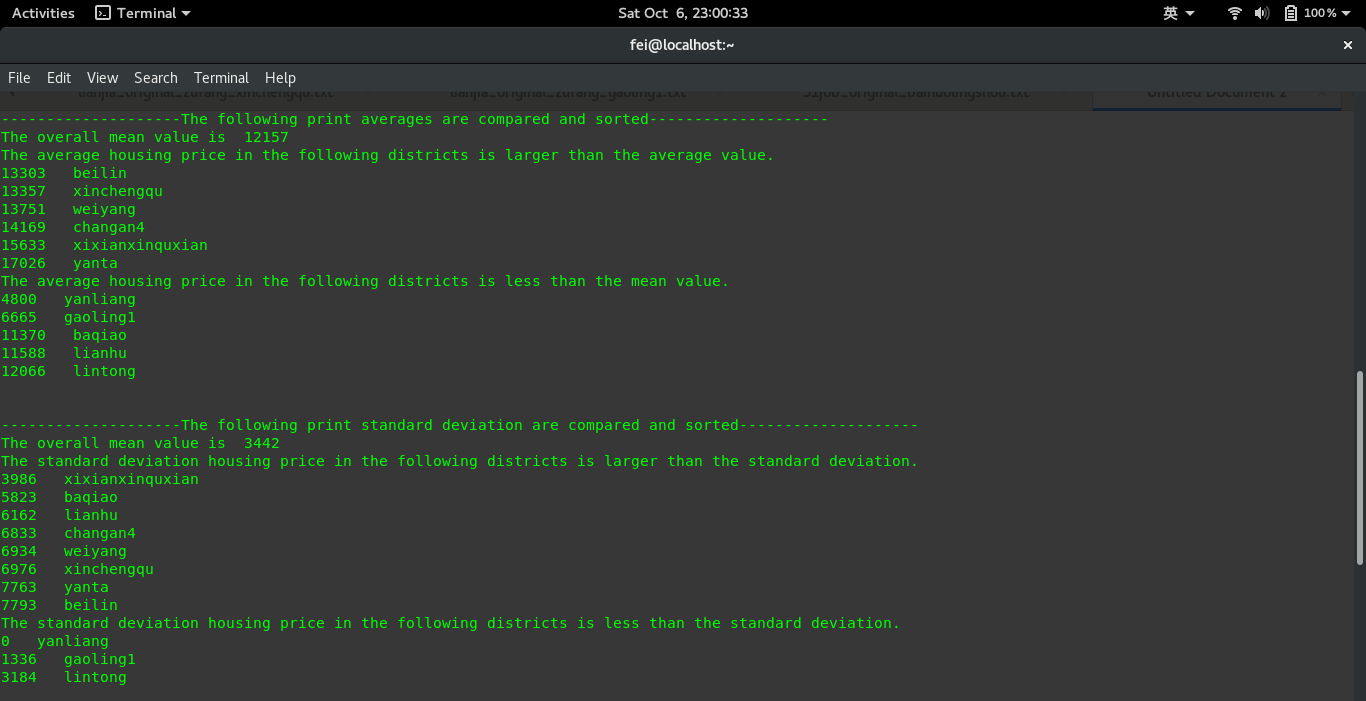 Activities Terminal Sat Oct 6, 23:00:33 英 100%
fei@localhost:~
File Edit View Search Terminal Help
Untitled Document 2
--------------------The following print averages are compared and sorted--------------------
The overall mean value is  12157
The average housing price in the following districts is larger than the average value.
13303   beilin
13357   xinchengqu
13751   weiyang
14169   changan4
15633   xixianxinquxian
17026   yanta
The average housing price in the following districts is less than the mean value.
4800   yanliang
6665   gaoling1
11370   baqiao
11588   lianhu
12066   lintong
--------------------The following print standard deviation are compared and sorted--------------------
The overall mean value is  3442
The standard deviation housing price in the following districts is larger than the standard deviation.
3986   xixianxinquxian
5823   baqiao
6162   lianhu
6833   changan4
6934   weiyang
6976   xinchengqu
7763   yanta
7793   beilin
The standard deviation housing price in the following districts is less than the standard deviation.
0   yanliang
1336   gaoling1
3184   lintong